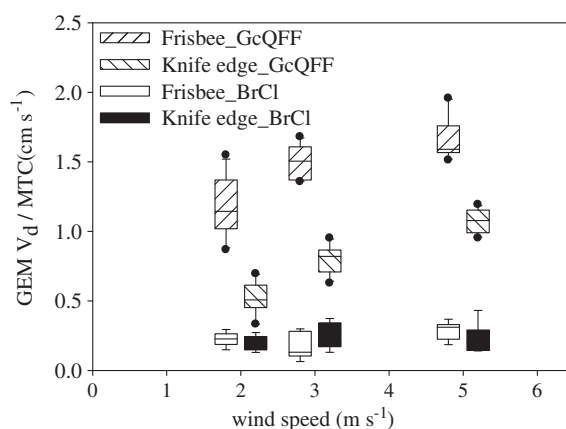 2.5
Frisbee_GcQFF
Knife edge_GcQFF
Frisbee_BrCl
Knife edge_BrCl
2.0
1.5
1.0
0.5
0.0
GEM Vd / MTC(cm s⁻¹)
0 1 2 3 4 5 6
wind speed (m s⁻¹)